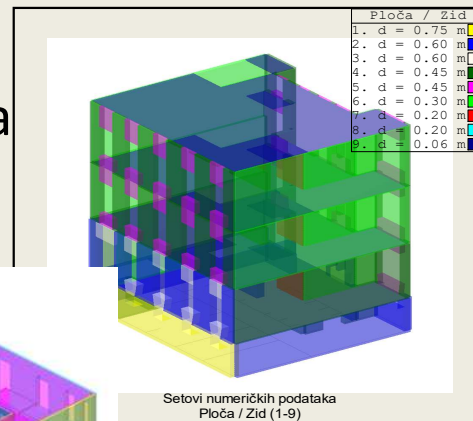 Ploča / Zid
1. d = 0.75 m
2. d = 0.60 m
3. d = 0.60 m
4. d = 0.45 m
5. d = 0.45 m
6. d = 0.30 m
7. d = 0.20 m
8. d = 0.20 m
9. d = 0.06 m
a
Setovi numeričkih podataka
Ploča / Zid (1-9)